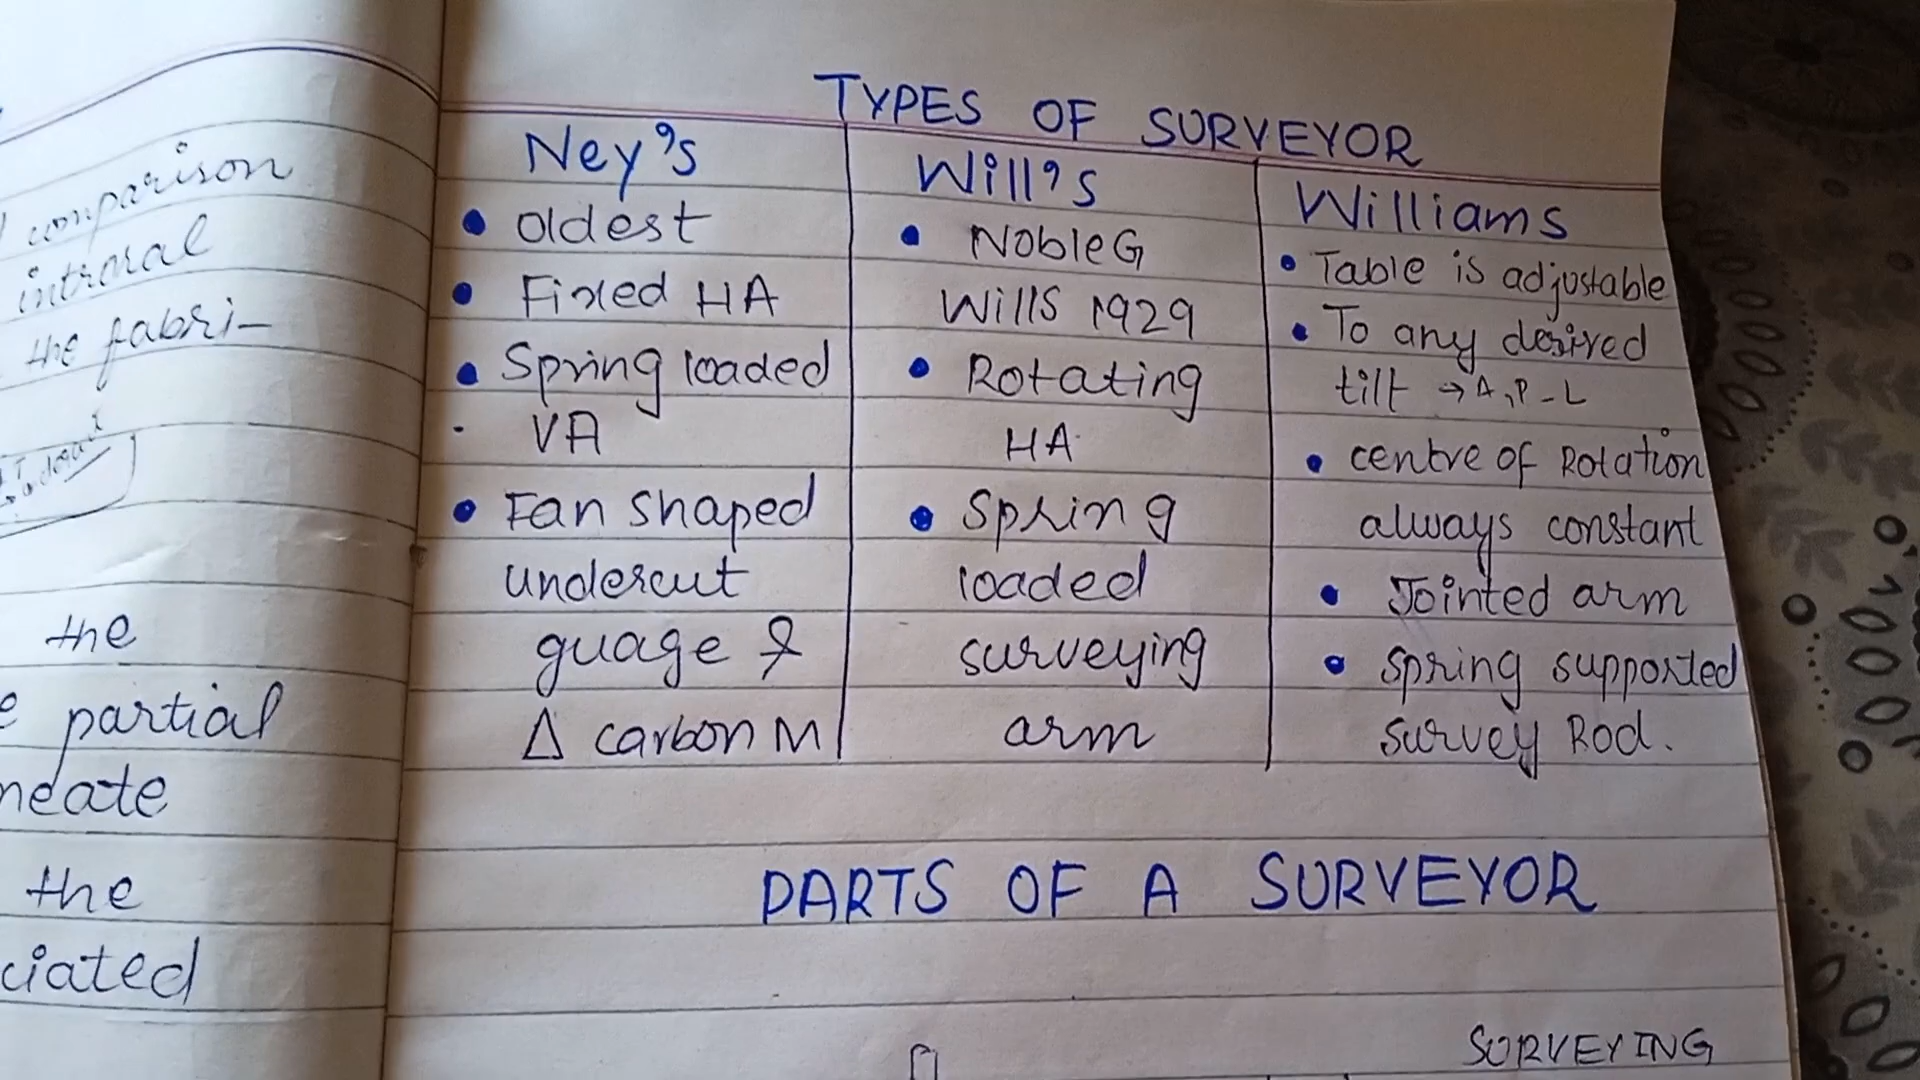 comparison
intraoral
the fabri-
the
partial
neate
the
ciated
TYPES OF SURVEYOR
Ney's
• Oldest
• Fixed HA
• Spring loaded
· VA
• Fan shaped
undercut
guage &
Δ carbon M
Will's
• Noble G
Wills 1929
• Rotating
HA
• Spring
loaded
surveying
arm
Williams
• Table is adjustable
• To any desired
tilt → A, P - L
• centre of Rotation
always constant
• Jointed arm
• Spring supported
survey Rod.
PARTS OF A SURVEYOR
SURVEYING